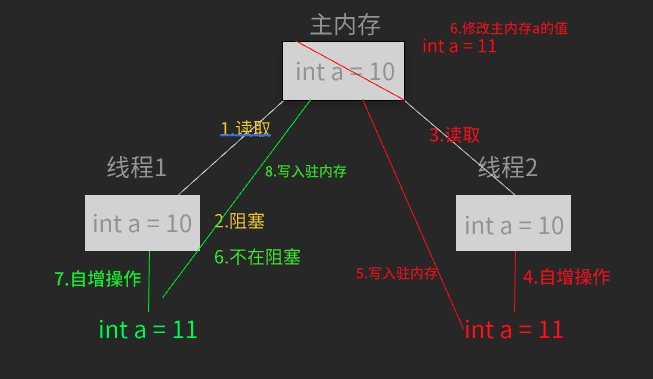 主内存
6.修改主内存a的值
int a = 11
int a = 10
1.读取
3.读取
线程1
线程2
8.写入驻内存
int a = 10
2.阻塞
int a = 10
6.不在阻塞
7.自增操作
5.写入驻内存
4.自增操作
int a = 11
int a = 11